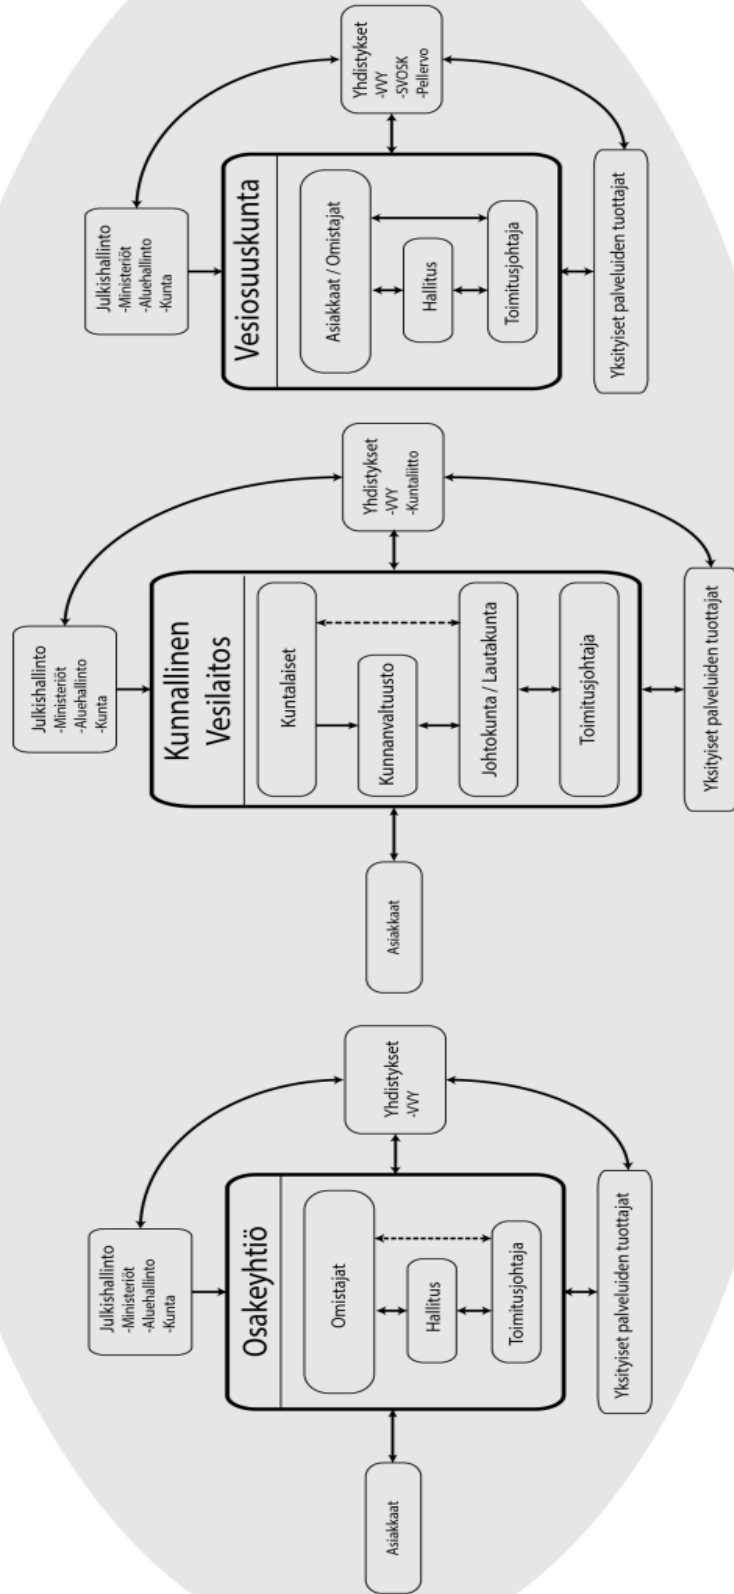 Julkishallinto
-Ministeriöt
-Aluehallinto
-Kunta
Osakeyhtiö
Omistajat
Hallitus
Toimitusjohtaja
Asiakkaat
Yhdistykset
-VVY
Yksityiset palveluiden tuottajat
Julkishallinto
-Ministeriöt
-Aluehallinto
-Kunta
Kunnallinen
Vesilaitos
Kuntalaiset
Kunnanvaltuusto
Johtokunta / Lautakunta
Toimitusjohtaja
Asiakkaat
Yhdistykset
-VVY
-Kuntaliitto
Yksityiset palveluiden tuottajat
Julkishallinto
-Ministeriöt
-Aluehallinto
-Kunta
Vesiosuuskunta
Asiakkaat / Omistajat
Hallitus
Toimitusjohtaja
Yhdistykset
-VVY
-SVOSK
-Pellervo
Yksityiset palveluiden tuottajat